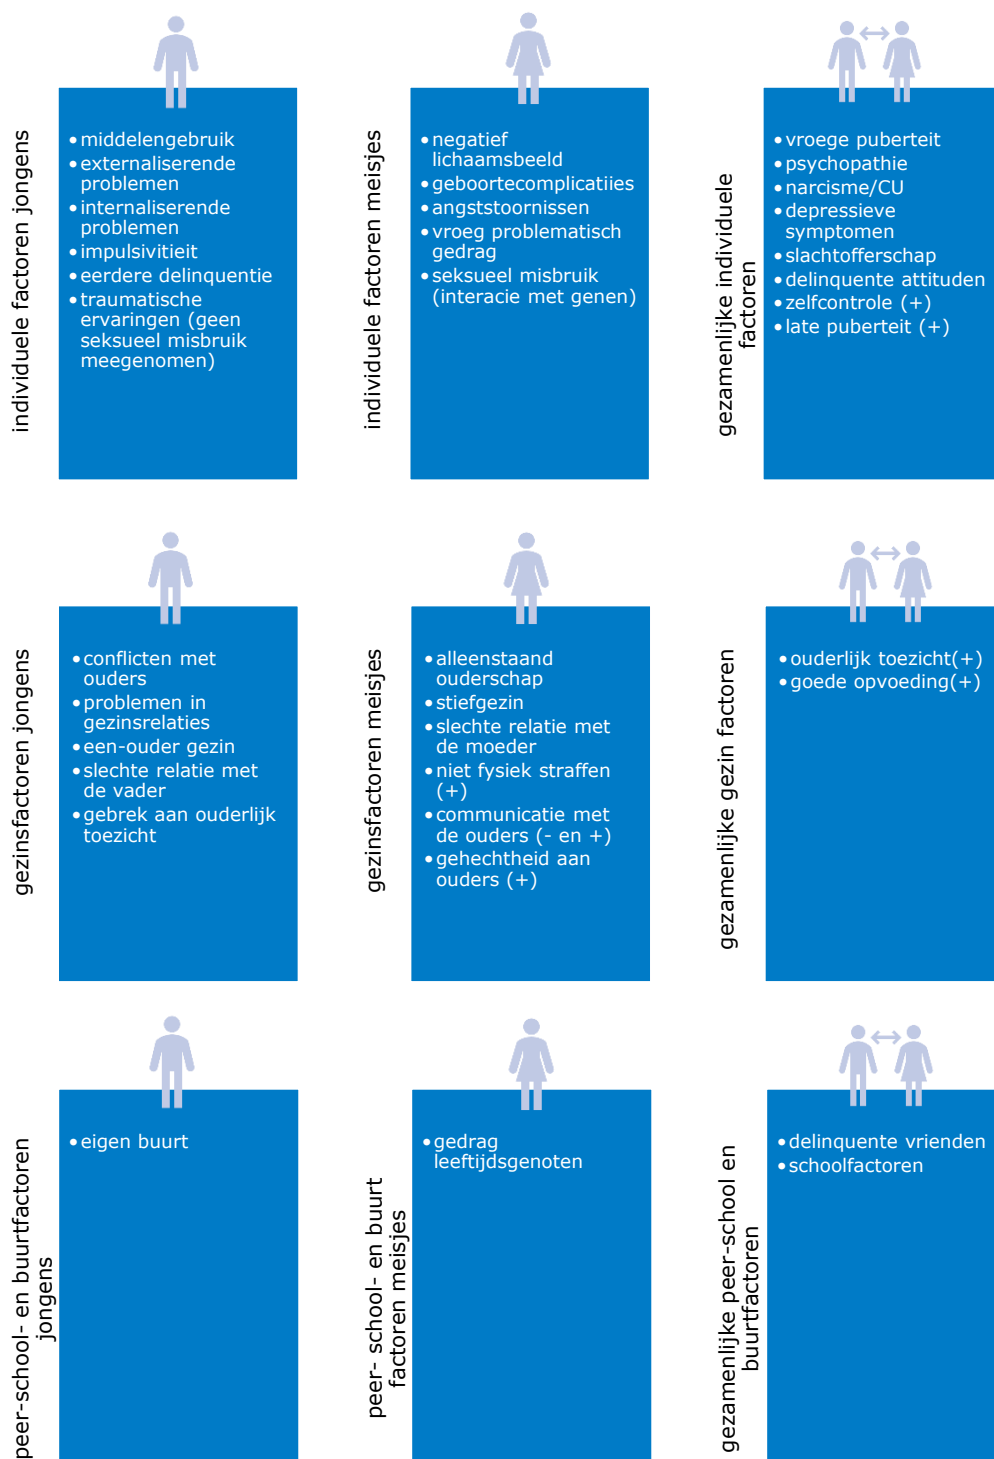 individuele factoren jongens
• middelengebruik
• externaliserende
problemen
• internaliserende
problemen
• impulsivitieit
• eerdere delinquentie
• traumatische
ervaringen (geen
seksueel misbruik
meegenomen)
individuele factoren meisjes
• negatief
lichaamsbeeld
• geboortecomplicatiies
• angststoornissen
• vroeg problematisch
gedrag
• seksueel misbruik
(interacie met genen)
gezamenlijke individuele
factoren
• vroege puberteit
• psychopathie
• narcisme/CU
• depressieve
symptomen
• slachtofferschap
• delinquente attituden
• zelfcontrole (+)
• late puberteit (+)
gezinsfactoren jongens
• conflicten met
ouders
• problemen in
gezinsrelaties
• een-ouder gezin
• slechte relatie met
de vader
• gebrek aan ouderlijk
toezicht
gezinsfactoren meisjes
• alleenstaand
ouderschap
• stiefgezin
• slechte relatie met
de moeder
• niet fysiek straffen
(+)
• communicatie met
de ouders (- en +)
• gehechtheid aan
ouders (+)
gezamenlijke gezin factoren
• ouderlijk toezicht(+)
• goede opvoeding(+)
peer-school- en buurtfactoren
jongens
• eigen buurt
peer- school- en buurt
factoren meisjes
• gedrag
leeftijdsgenoten
gezamenlijke peer-school en
buurtfactoren
• delinquente vrienden
• schoolfactoren